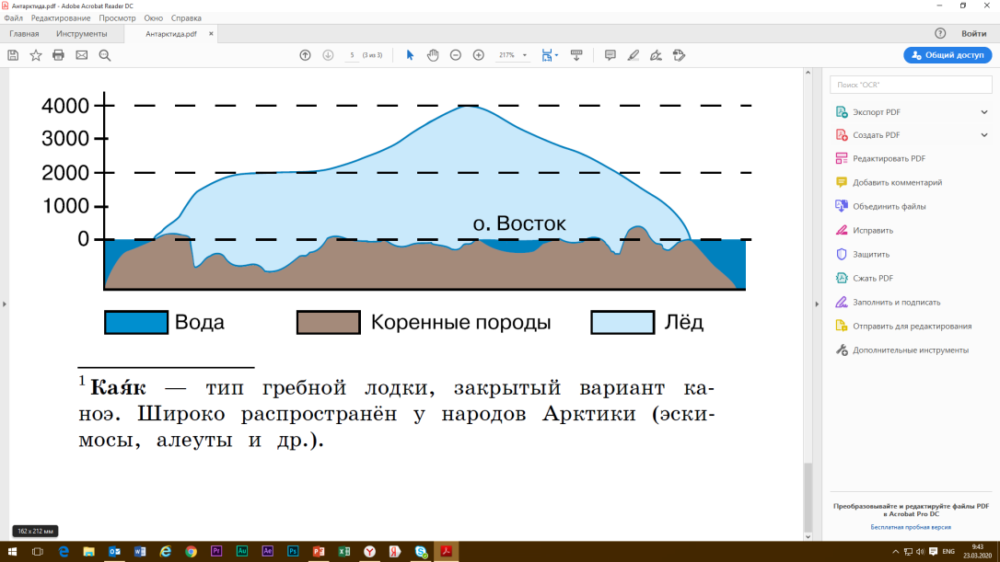 Антарктида.pdf - Adobe Acrobat Reader DC
Файл Редактирование Просмотр Окно Справка
Главная Инструменты Антарктида.pdf × Войти
5 (3 из 3) 217% Общий доступ
4000
3000
2000
1000
0
о. Восток
Вода Коренные породы Лёд
1 Кая́к — тип гребной лодки, закрытый вариант ка-
ноэ. Широко распространён у народов Арктики (эски-
мосы, алеуты и др.).
162 x 212 мм
Поиск "OCR"
Экспорт PDF
Создать PDF
Редактировать PDF
Добавить комментарий
Объединить файлы
Исправить
Защитить
Сжать PDF
Заполнить и подписать
Отправить для редактирования
Дополнительные инструменты
Преобразовывайте и редактируйте файлы PDF
в Acrobat Pro DC
Бесплатная пробная версия
Pr Au Ae Ps
ENG
9:43
23.03.2020